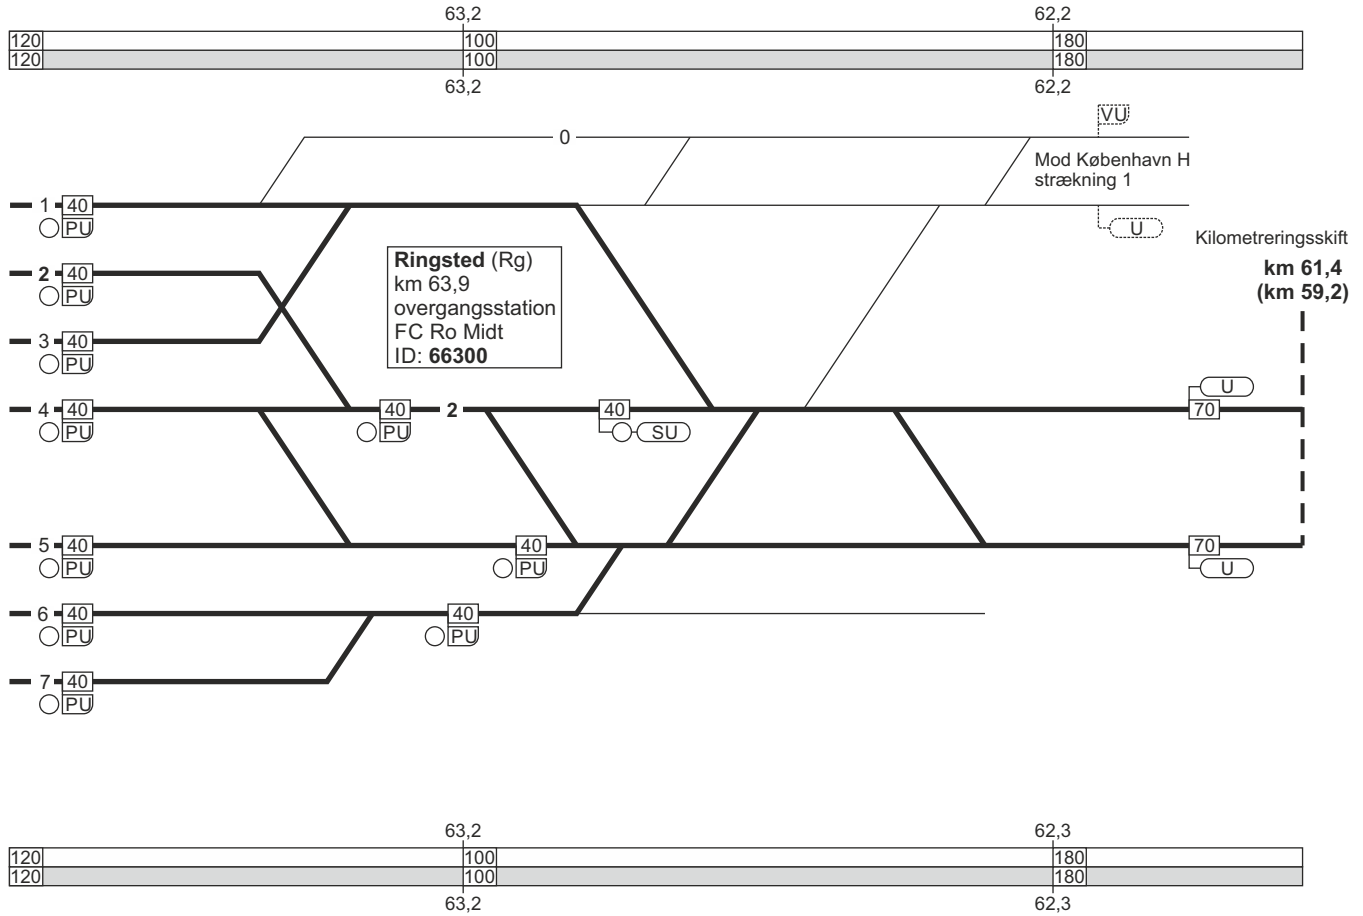 63,2 62,2
120 100 180
120 100 180
63,2 62,2
VU
0
Mod København H
strækning 1
1 40
PU
U
Kilometreringsskift
km 61,4
(km 59,2)
Ringsted (Rg)
km 63,9
overgangsstation
FC Ro Midt
ID: 66300
2 40
PU
3 40
PU
U
4 40 40 2 40 70
PU PU SU
5 40 40 70
PU PU U
6 40 40
PU PU
7 40
PU
63,2 62,3
120 100 180
120 100 180
63,2 62,3